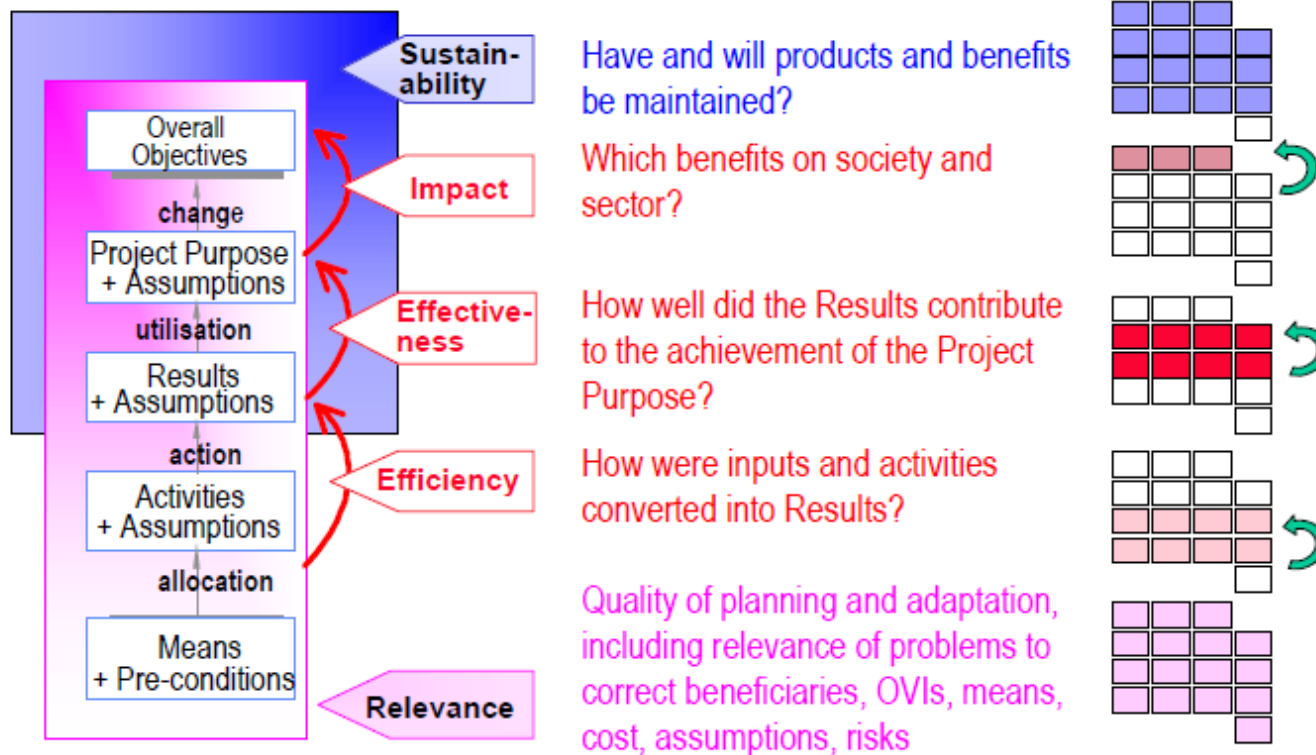 Sustain-
ability
Have and will products and benefits
be maintained?
Overall
Objectives
Impact
Which benefits on society and
sector?
change
Project Purpose
+ Assumptions
Effective-
ness
How well did the Results contribute
to the achievement of the Project
Purpose?
utilisation
Results
+ Assumptions
action
Efficiency
How were inputs and activities
converted into Results?
Activities
+ Assumptions
allocation
Means
+ Pre-conditions
Relevance
Quality of planning and adaptation,
including relevance of problems to
correct beneficiaries, OVIs, means,
cost, assumptions, risks